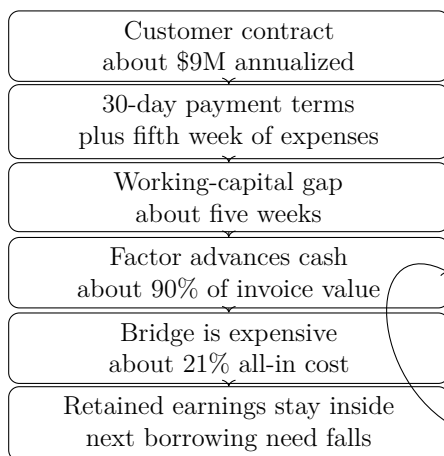 Customer contract
about $9M annualized
30-day payment terms
plus fifth week of expenses
Working-capital gap
about five weeks
Factor advances cash
about 90% of invoice value
Bridge is expensive
about 21% all-in cost
Retained earnings stay inside
next borrowing need falls